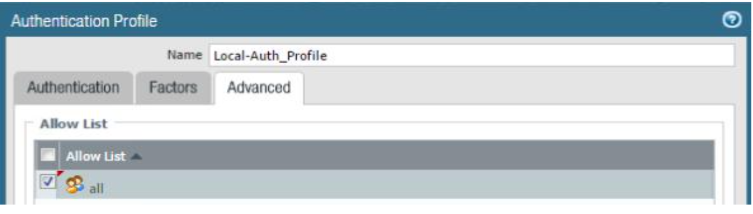 Authentication Profile
Name Local-Auth_Profile
Authentication Factors Advanced
Allow List
Allow List
all